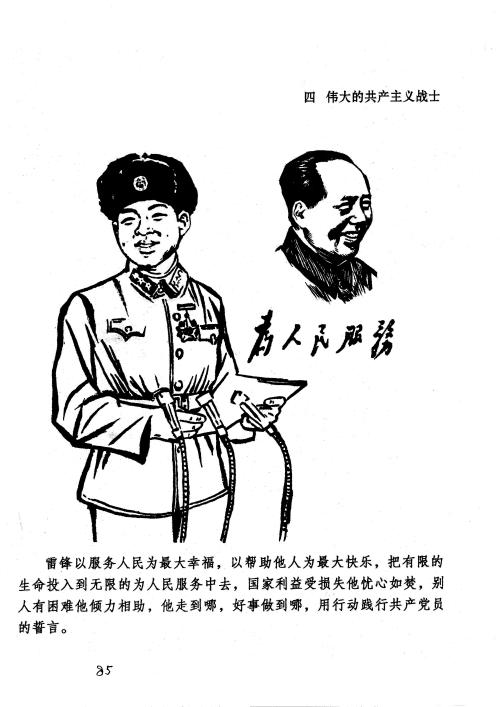 四 伟大的共产主义战士
为人民服务
雷锋以服务人民为最大幸福，以帮助他人为最大快乐，把有限的
生命投入到无限的为人民服务中去，国家利益受损失他忧心如焚，别
人有困难他倾力相助，他走到哪，好事做到哪，用行动践行共产党员
的誓言。
35